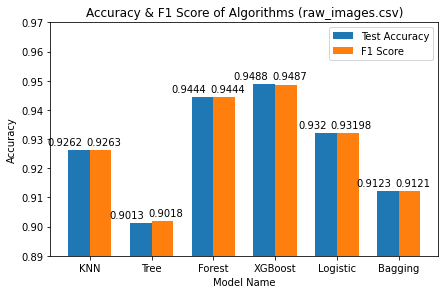 Accuracy & F1 Score of Algorithms (raw_images.csv)
0.97
0.96
0.95
0.94
0.93
0.92
0.91
0.90
0.89
Accuracy
Test Accuracy
F1 Score
0.9262 0.9263
0.9013 0.9018
0.9444 0.9444
0.9488 0.9487
0.932 0.93198
0.9123 0.9121
KNN Tree Forest XGBoost Logistic Bagging
Model Name